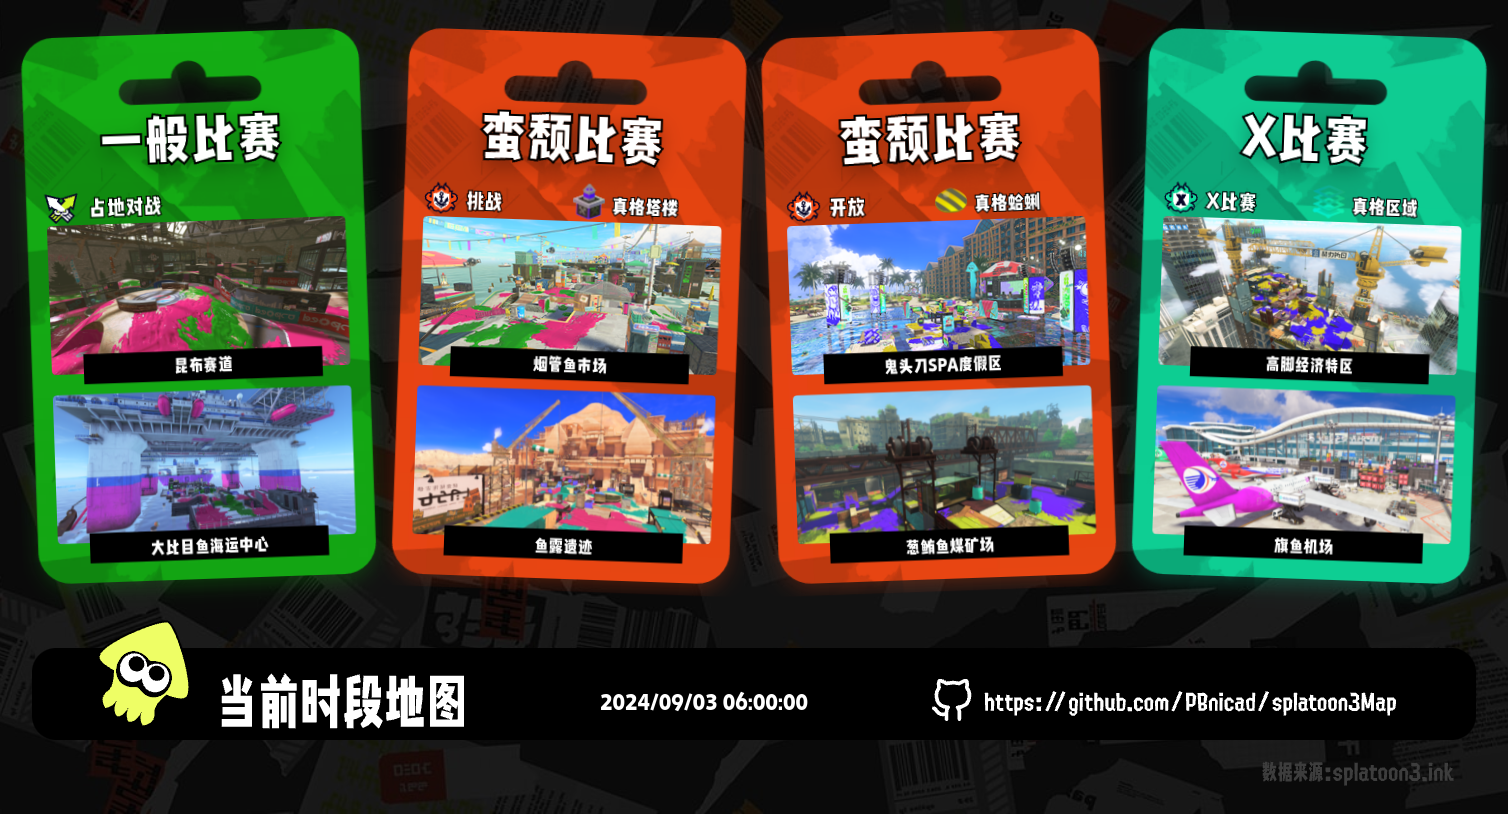 一般比赛
占地对战
昆布赛道
大比目鱼海运中心
蛮颓比赛
挑战
真格塔楼
烟管鱼市场
鱼露遗迹
蛮颓比赛
开放
真格蛤蜊
鬼头刀SPA度假区
葱鲔鱼煤矿场
X比赛
X比赛
真格区域
高脚经济特区
旗鱼机场
当前时段地图
2024/09/03 06:00:00
https://github.com/PBnicad/splatoon3Map
数据来源:splatoon3.ink